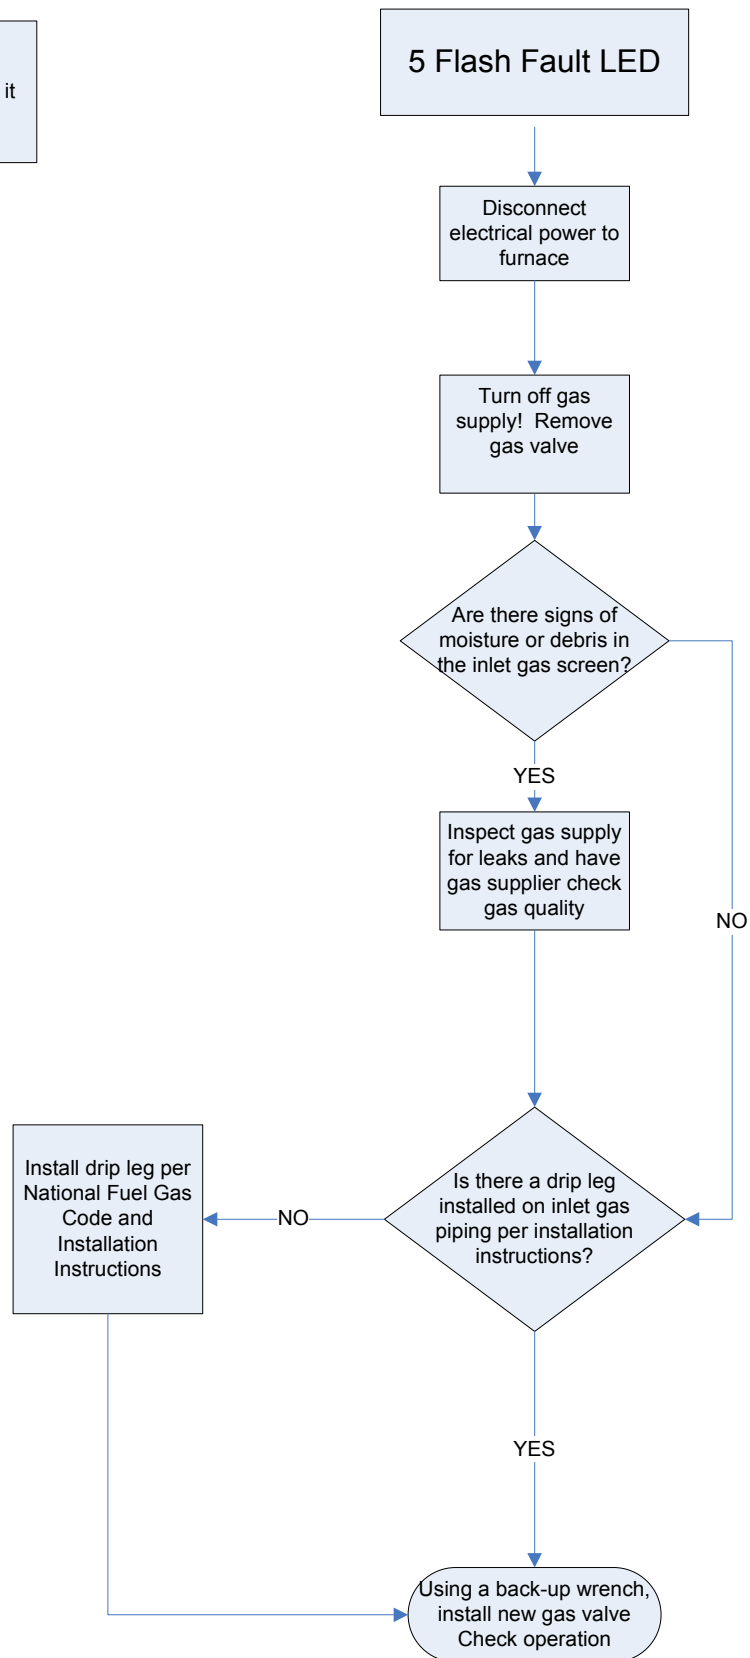 it
5 Flash Fault LED
Disconnect
electrical power to
furnace
Turn off gas
supply!  Remove
gas valve
Are there signs of
moisture or debris in
the inlet gas screen?
YES
Inspect gas supply
for leaks and have
gas supplier check
gas quality
NO
Install drip leg per
National Fuel Gas
Code and
Installation
Instructions
NO
Is there a drip leg
installed on inlet gas
piping per installation
instructions?
YES
Using a back-up wrench,
install new gas valve
Check operation